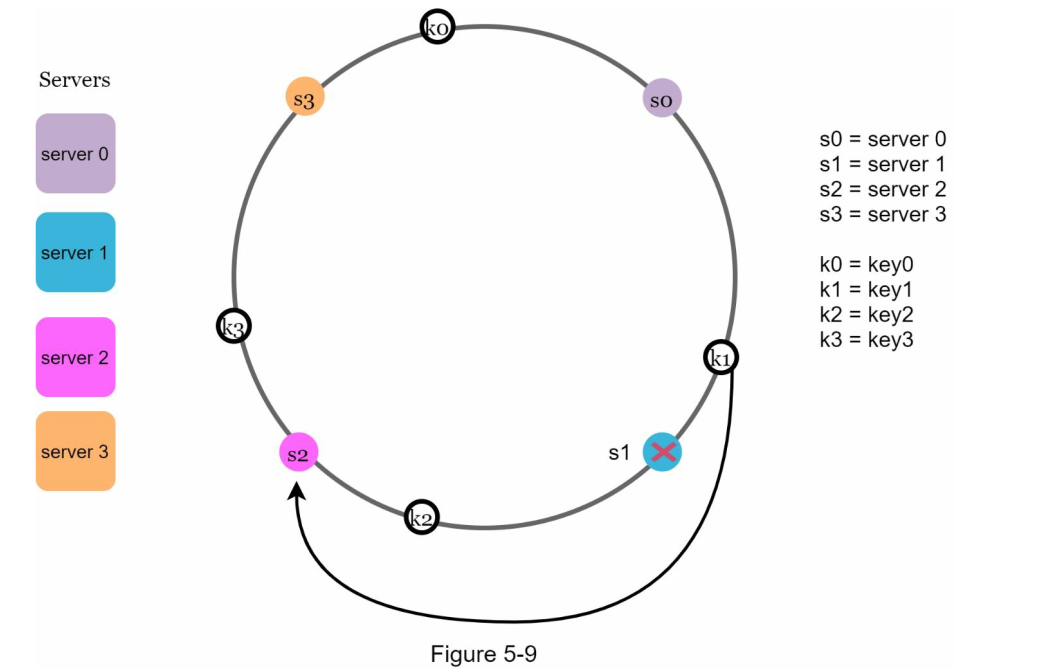 Servers
server 0
server 1
server 2
server 3
k0
s3
s0
k3
k1
s2
s1
k2
s0 = server 0
s1 = server 1
s2 = server 2
s3 = server 3
k0 = key0
k1 = key1
k2 = key2
k3 = key3
Figure 5-9